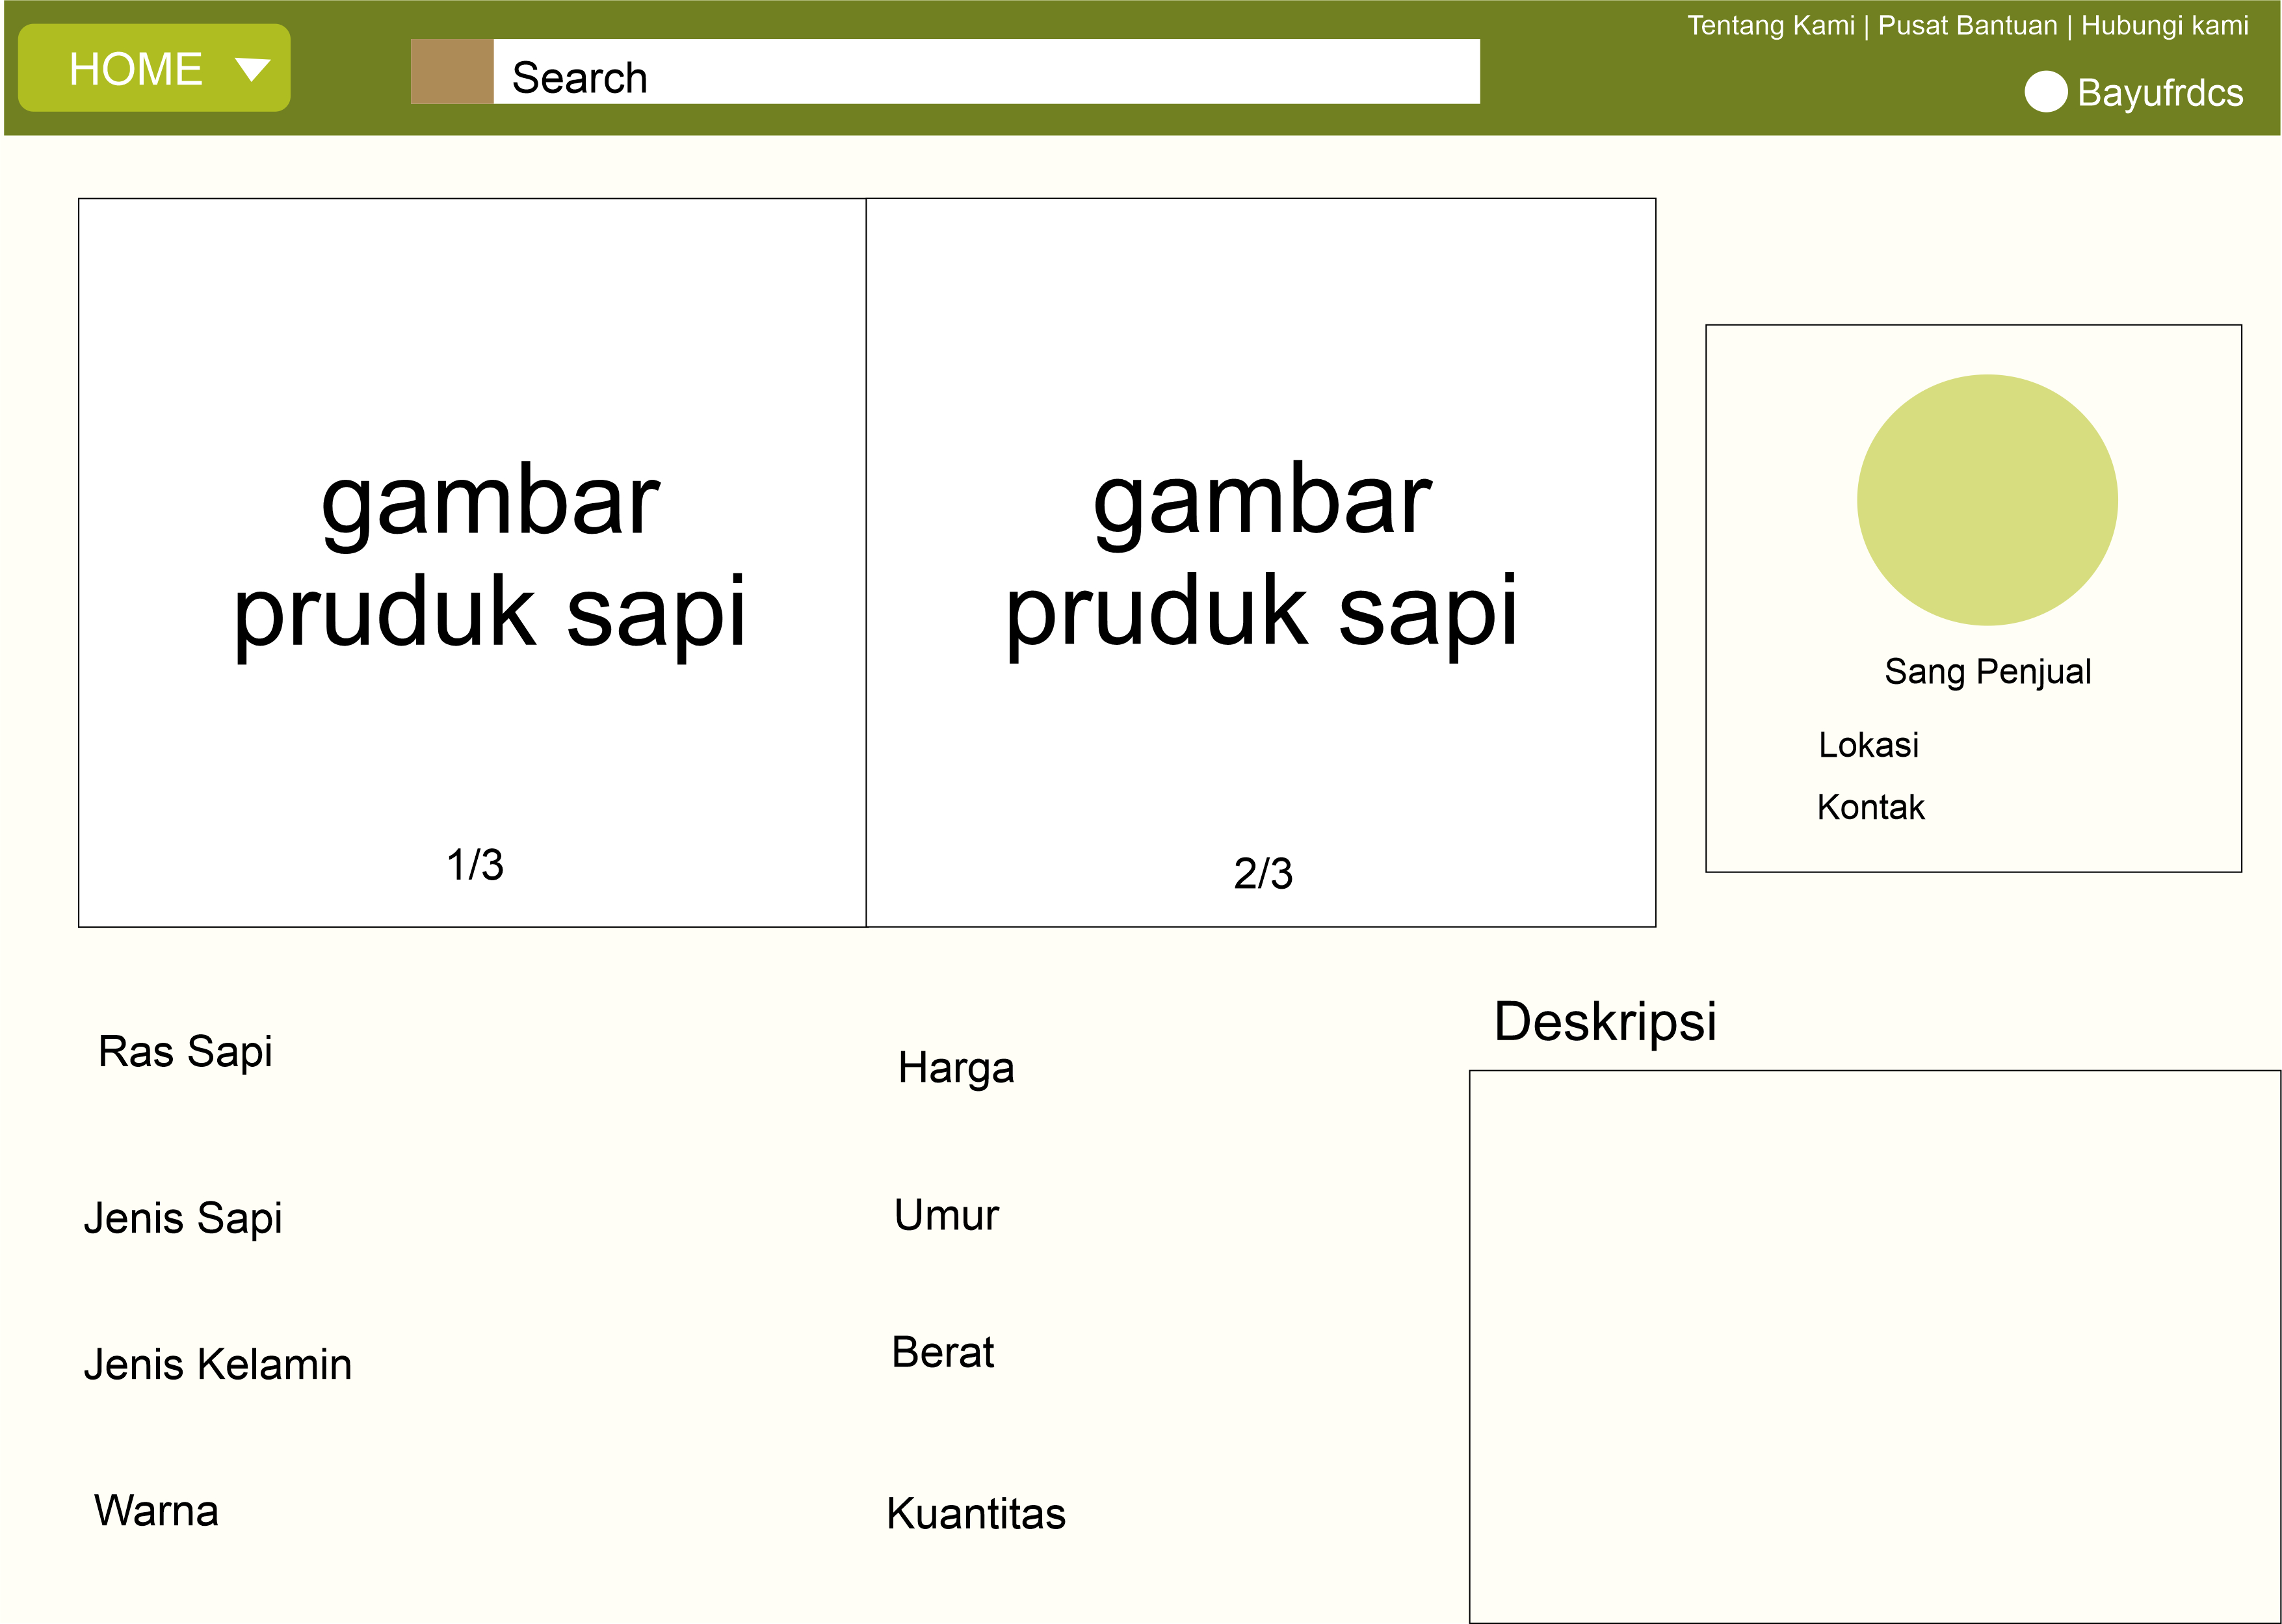 HOME
Search
Tentang Kami | Pusat Bantuan | Hubungi kami
Bayufrdcs
gambar
pruduk sapi
1/3
gambar
pruduk sapi
2/3
Sang Penjual
Lokasi
Kontak
Ras Sapi
Jenis Sapi
Jenis Kelamin
Warna
Harga
Umur
Berat
Kuantitas
Deskripsi